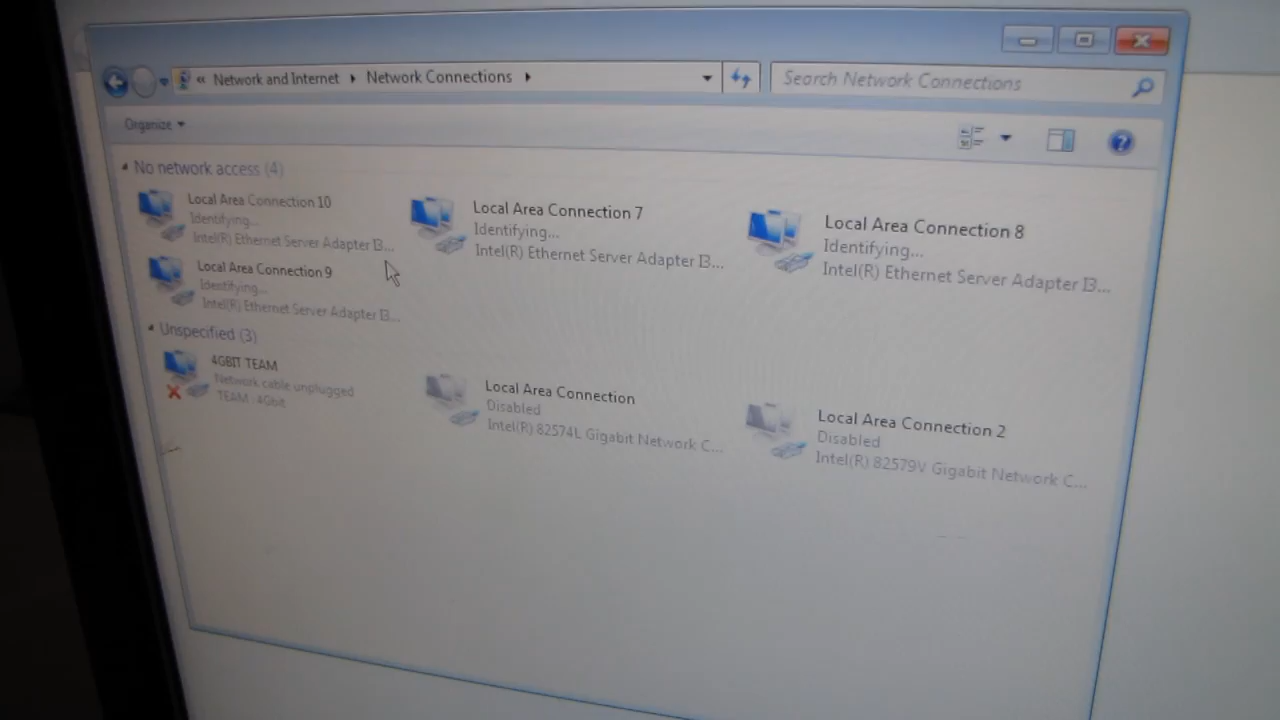 « Network and Internet ▸ Network Connections ▸
Search Network Connections
Organize
No network access (4)
Local Area Connection 10
Identifying...
Intel(R) Ethernet Server Adapter I3...
Local Area Connection 7
Identifying...
Intel(R) Ethernet Server Adapter I3...
Local Area Connection 8
Identifying...
Intel(R) Ethernet Server Adapter I3...
Local Area Connection 9
Identifying...
Intel(R) Ethernet Server Adapter I3...
Unspecified (3)
4GBIT TEAM
Network cable unplugged
TEAM : 4Gbit
Local Area Connection
Disabled
Intel(R) 82574L Gigabit Network C...
Local Area Connection 2
Disabled
Intel(R) 82579V Gigabit Network C...